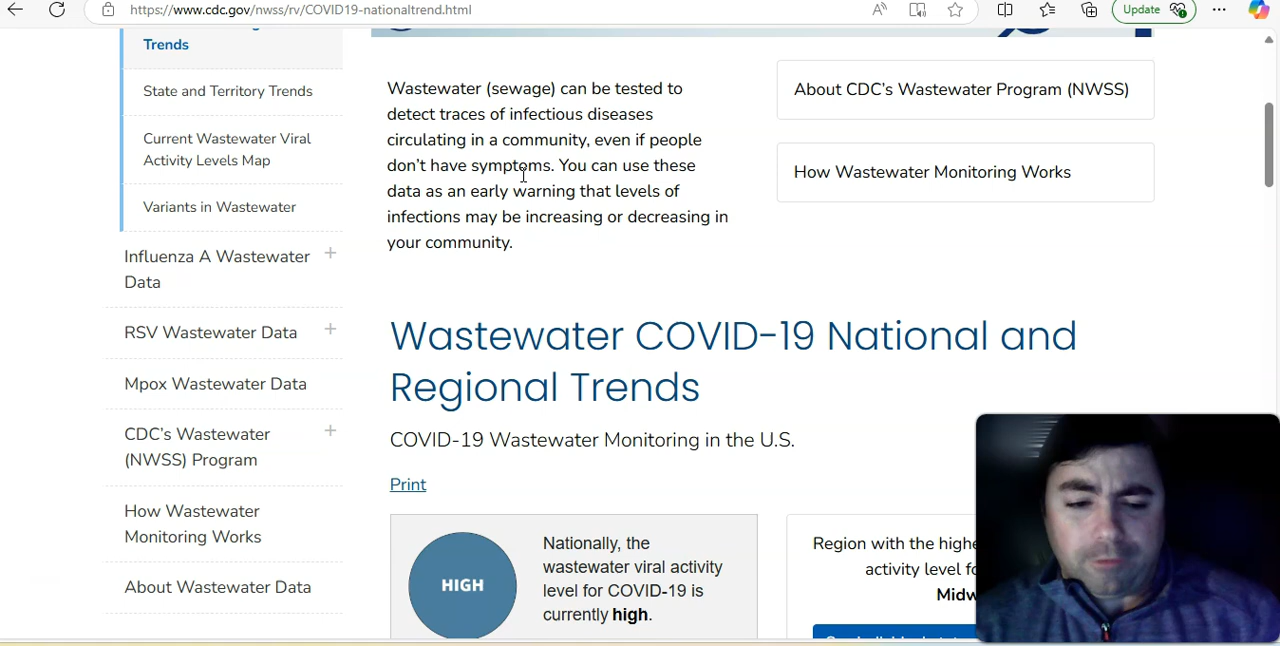 https://www.cdc.gov/nwss/rv/COVID19-nationaltrend.html
Update
Trends
State and Territory Trends
Current Wastewater Viral
Activity Levels Map
Variants in Wastewater
Influenza A Wastewater
Data
RSV Wastewater Data
Mpox Wastewater Data
CDC's Wastewater
(NWSS) Program
How Wastewater
Monitoring Works
About Wastewater Data
Wastewater (sewage) can be tested to
detect traces of infectious diseases
circulating in a community, even if people
don't have symptoms. You can use these
data as an early warning that levels of
infections may be increasing or decreasing in
your community.
About CDC's Wastewater Program (NWSS)
How Wastewater Monitoring Works
Wastewater COVID-19 National and
Regional Trends
COVID-19 Wastewater Monitoring in the U.S.
Print
HIGH
Nationally, the
wastewater viral activity
level for COVID-19 is
currently high.
Region with the
activity level